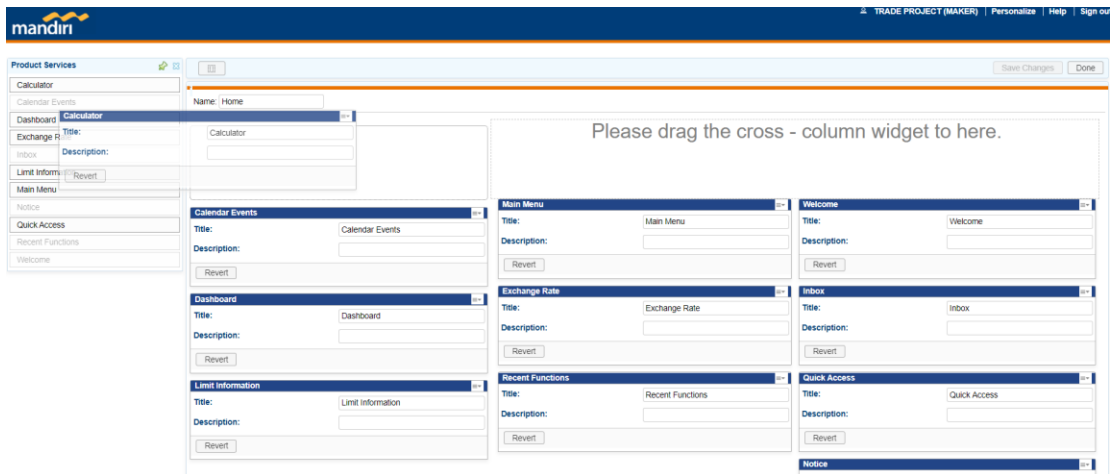 mandiri
TRADE PROJECT (MAKER) | Personalize | Help | Sign out
Product Services
Calculator
Calendar Events
Dashboard
Exchange R
Inbox
Limit Inform
Main Menu
Notice
Quick Access
Recent Functions
Welcome
Save Changes
Done
Name: Home
Calculator
Title: Calculator
Description:
Revert
Please drag the cross - column widget to here.
Calendar Events
Title: Calendar Events
Description:
Revert
Dashboard
Title: Dashboard
Description:
Revert
Limit Information
Title: Limit Information
Description:
Revert
Main Menu
Title: Main Menu
Description:
Revert
Exchange Rate
Title: Exchange Rate
Description:
Revert
Recent Functions
Title: Recent Functions
Description:
Revert
Welcome
Title: Welcome
Description:
Revert
Inbox
Title: Inbox
Description:
Revert
Quick Access
Title: Quick Access
Description:
Revert
Notice